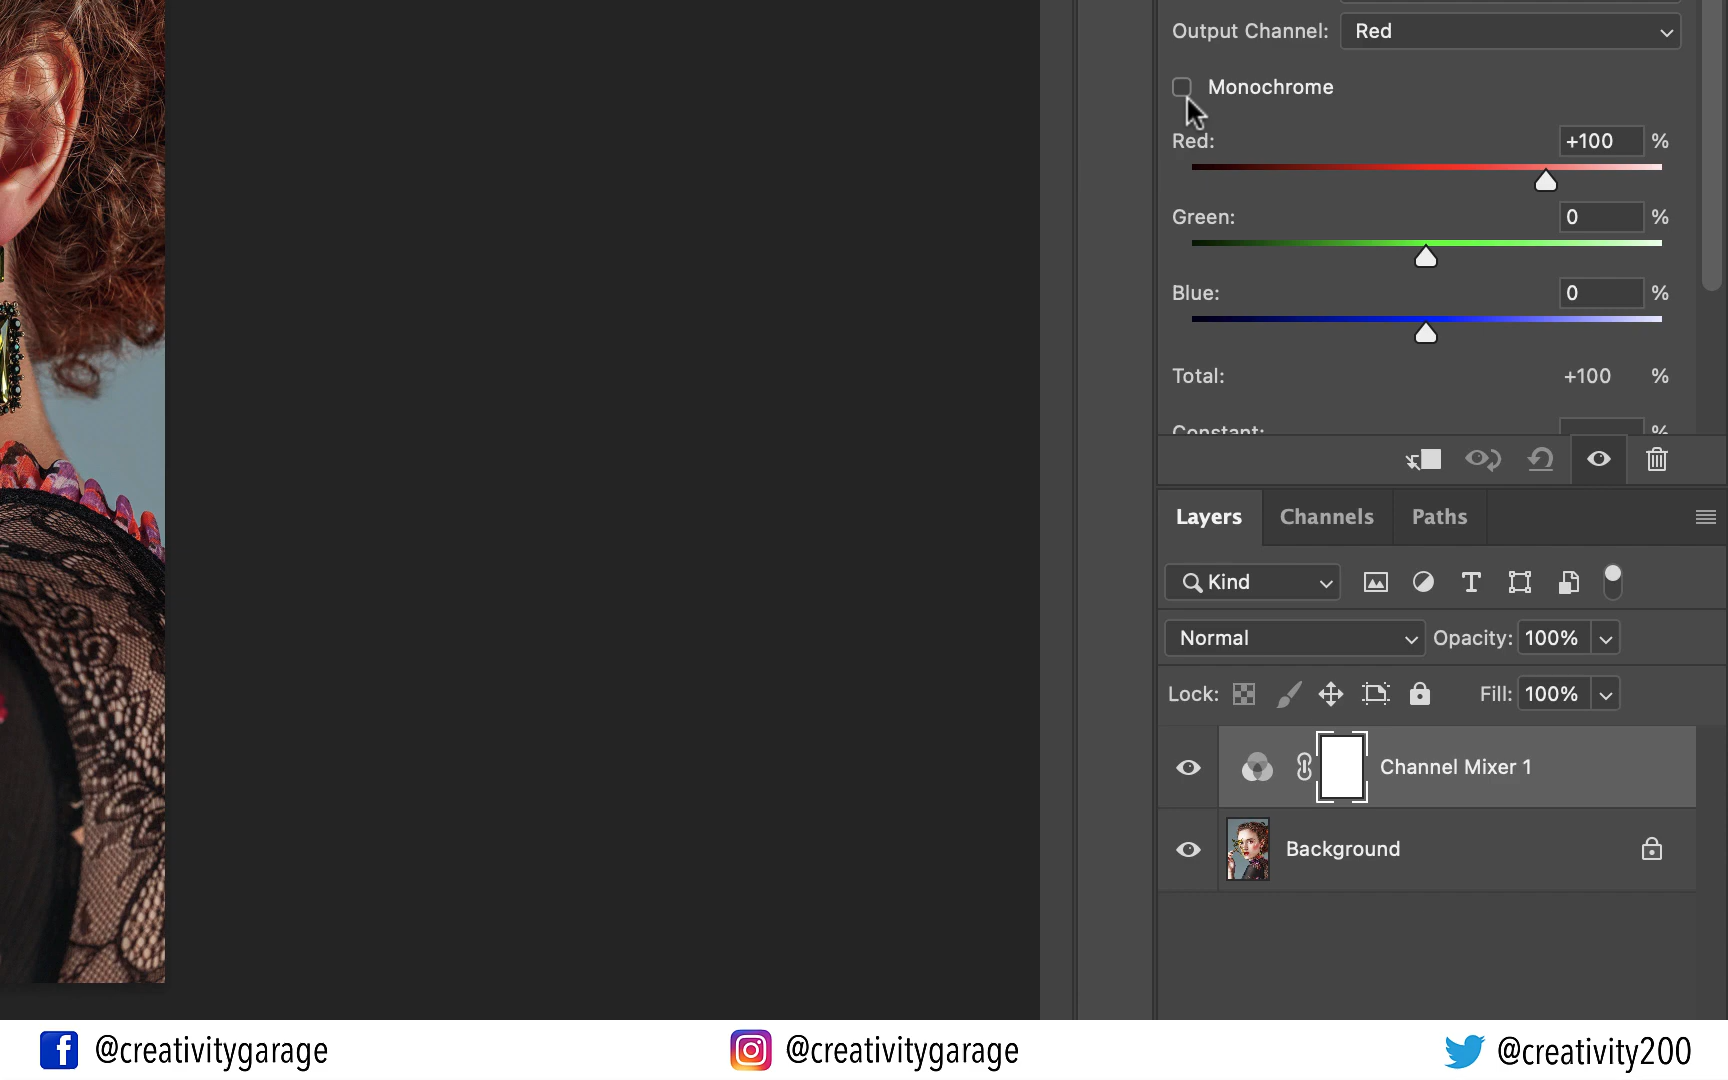 Output Channel: Red
Monochrome
Red: +100 %
Green: 0 %
Blue: 0 %
Total: +100 %
Constant: %
Layers Channels Paths
Kind
Normal Opacity: 100%
Lock: Fill: 100%
Channel Mixer 1
Background
@creativitygarage @creativitygarage @creativity200